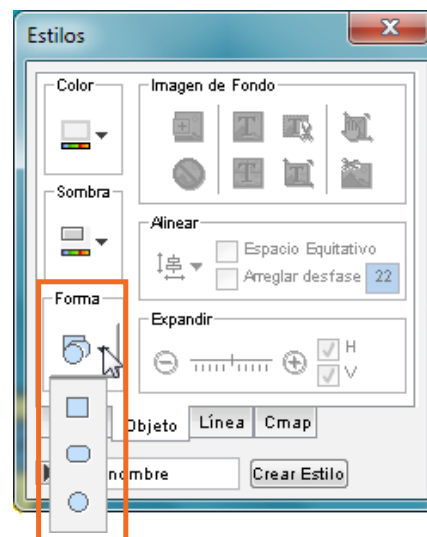 Estilos
Color
Imagen de Fondo
Sombra
Alinear
Espacio Equitativo
Arreglar desfase 22
Forma
Expandir
H
V
Objeto Línea Cmap
nombre Crear Estilo